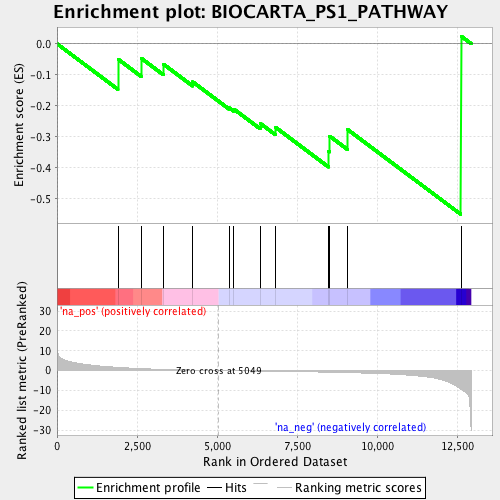 Enrichment plot: BIOCARTA_PS1_PATHWAY
Enrichment score (ES)
0.0
-0.1
-0.2
-0.3
-0.4
-0.5
'na_pos' (positively correlated)
Ranked list metric (PreRanked)
30
20
10
0
-10
-20
-30
Zero cross at 5049
'na_neg' (negatively correlated)
0
2,500
5,000
7,500
10,000
12,500
Rank in Ordered Dataset
Enrichment profile
Hits
Ranking metric scores